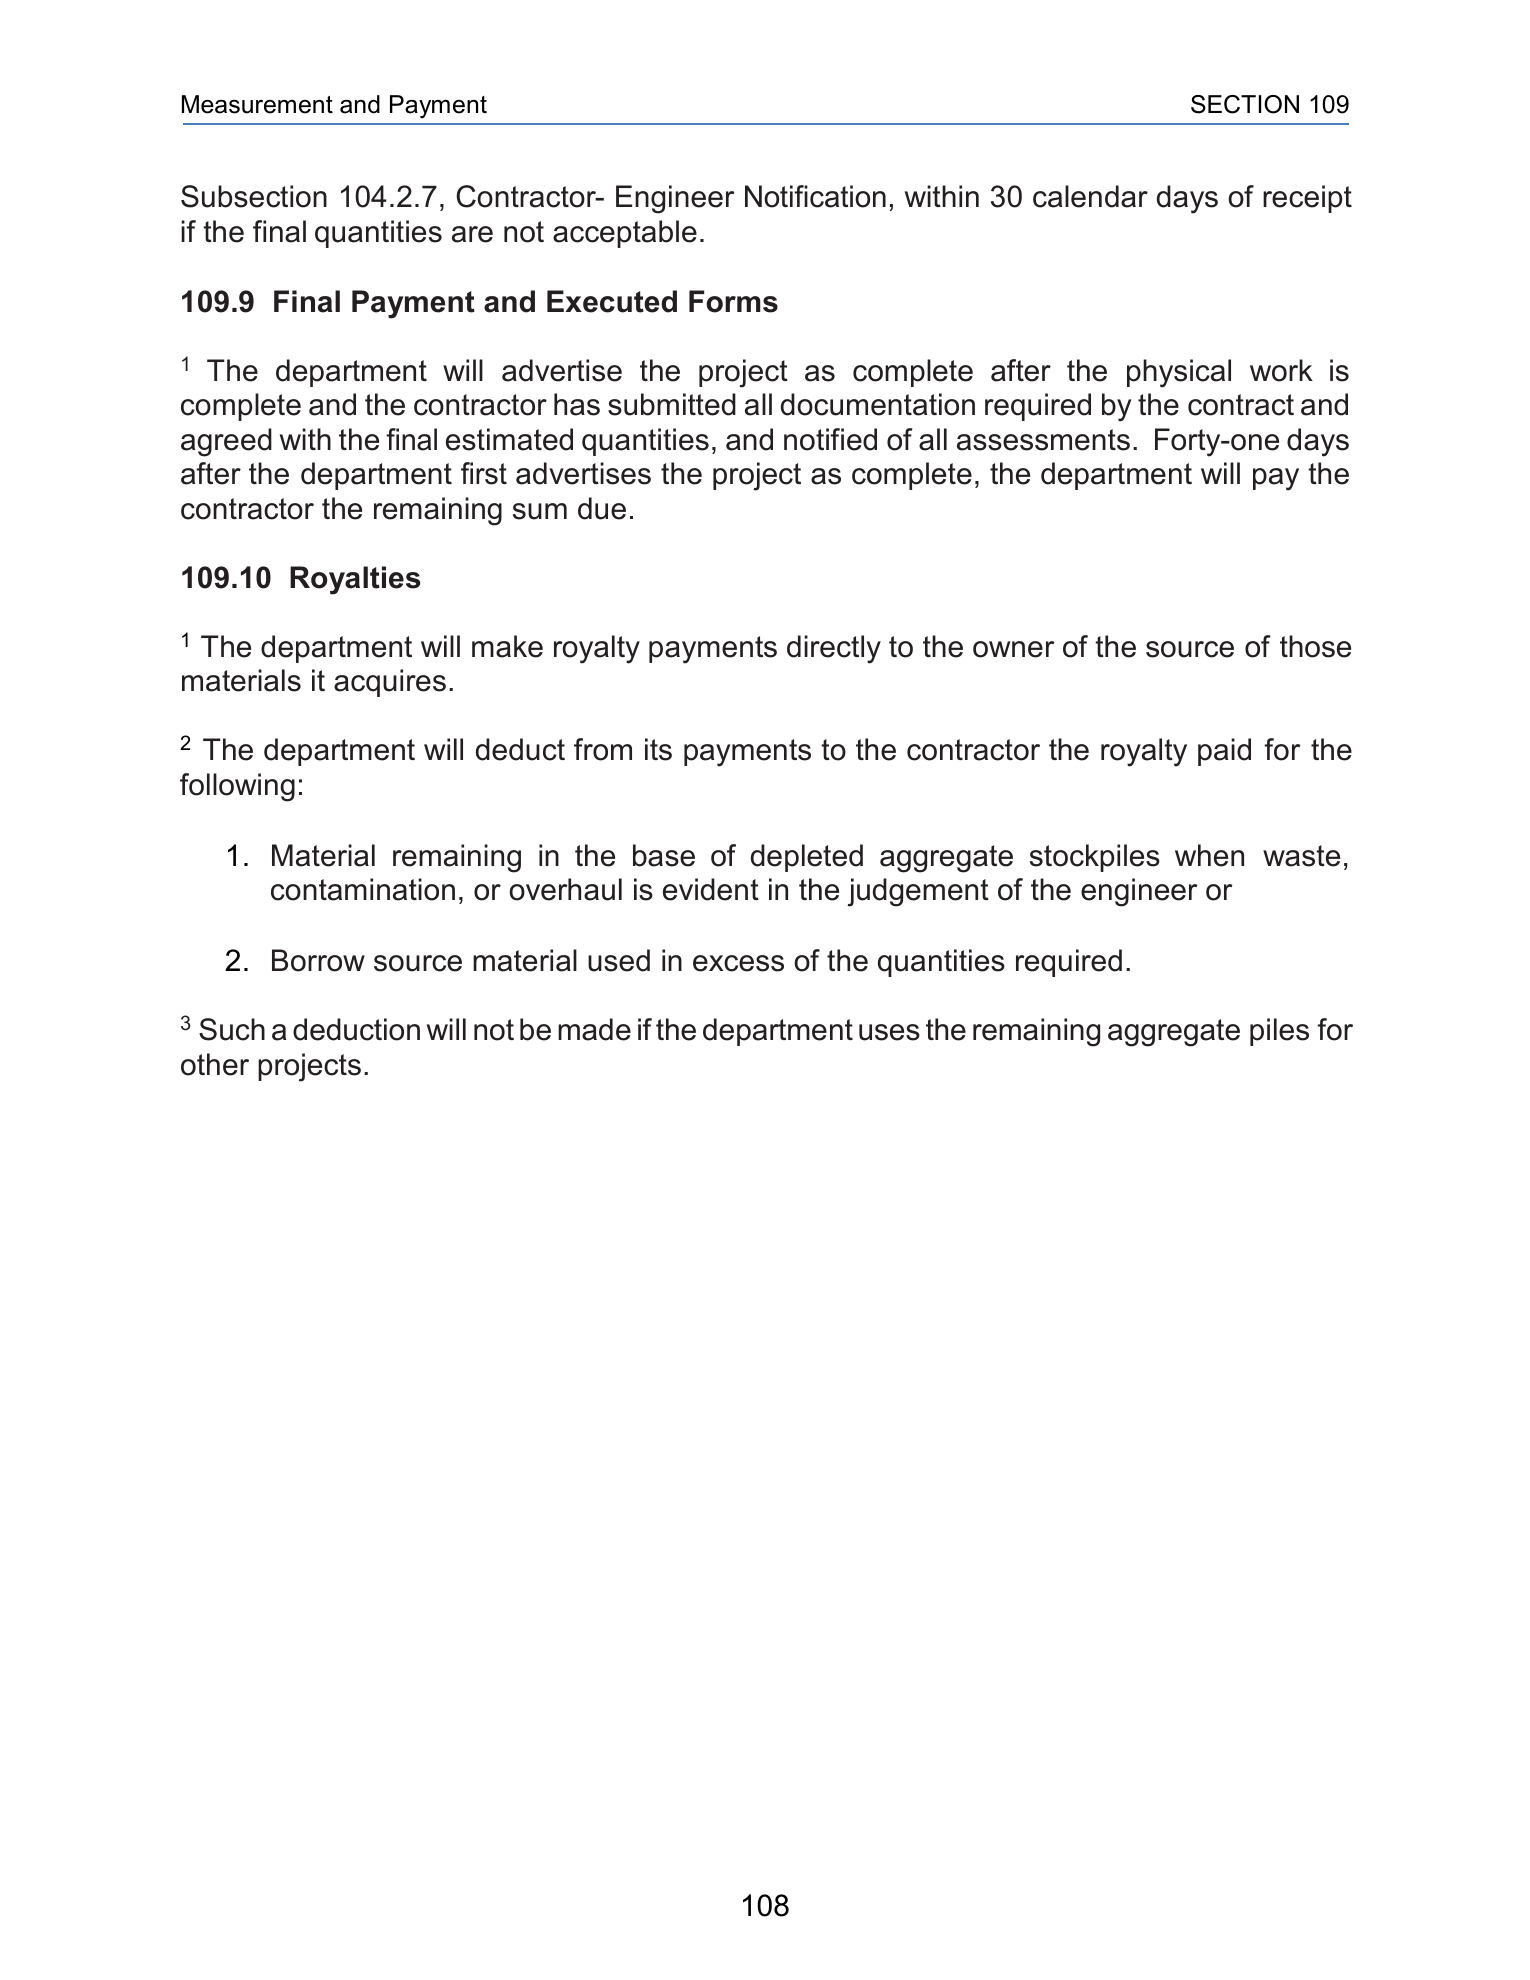 Measurement and Payment SECTION 109
Subsection 104.2.7, Contractor- Engineer Notification, within 30 calendar days of receipt
if the final quantities are not acceptable.
109.9 Final Payment and Executed Forms
1 The department will advertise the project as complete after the physical work is
complete and the contractor has submitted all documentation required by the contract and
agreed with the final estimated quantities, and notified of all assessments. Forty-one days
after the department first advertises the project as complete, the department will pay the
contractor the remaining sum due.
109.10 Royalties
1 The department will make royalty payments directly to the owner of the source of those
materials it acquires.
2 The department will deduct from its payments to the contractor the royalty paid for the
following:
1. Material remaining in the base of depleted aggregate stockpiles when waste,
contamination, or overhaul is evident in the judgement of the engineer or
2. Borrow source material used in excess of the quantities required.
3 Such a deduction will not be made if the department uses the remaining aggregate piles for
other projects.
108